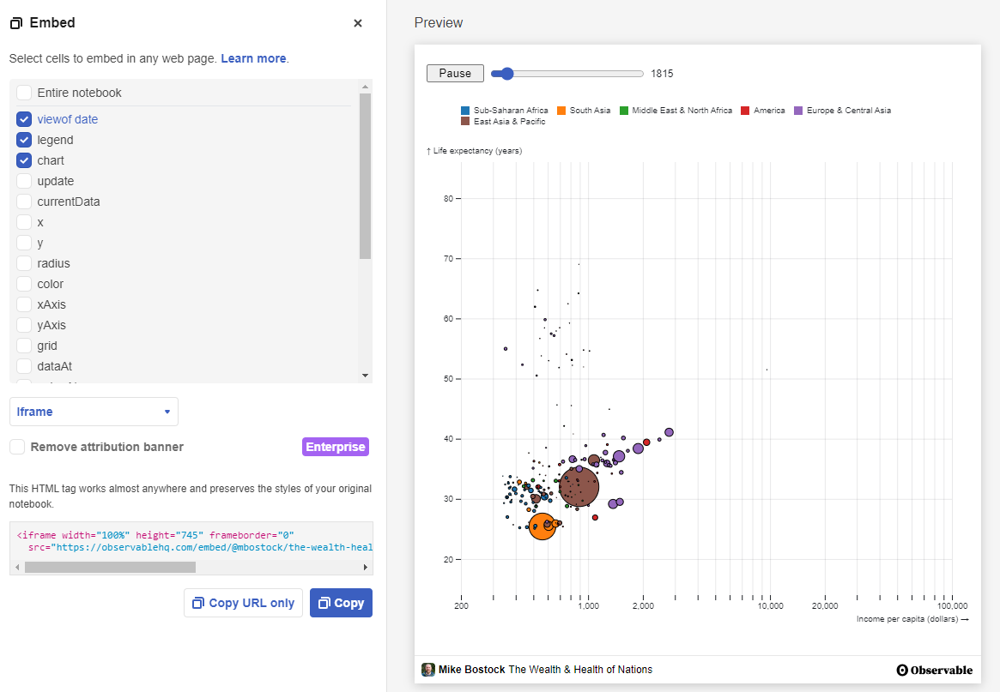 Embed
Select cells to embed in any web page. Learn more.
Entire notebook
viewof date
legend
chart
update
currentData
x
y
radius
color
xAxis
yAxis
grid
dataAt
Iframe
Remove attribution banner
Enterprise
This HTML tag works almost anywhere and preserves the styles of your original
notebook.
<iframe width="100%" height="745" frameborder="0"
src="https://observablehq.com/embed/@mbostock/the-wealth-heal
Copy URL only
Copy
Preview
Pause 1815
Sub-Saharan Africa South Asia Middle East & North Africa America Europe & Central Asia
East Asia & Pacific
↑ Life expectancy (years)
80
70
60
50
40
30
20
200 1,000 2,000 10,000 20,000 100,000
Income per capita (dollars) →
Mike Bostock The Wealth & Health of Nations
Observable